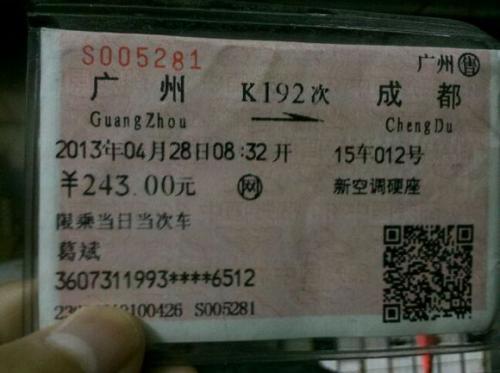 S005281 广州售
广州 K192次 成都
GuangZhou ChengDu
2013年04月28日08:32开 15车012号
￥243.00元 网 新空调硬座
限乘当日当次车
葛斌
3607311993****6512
100426 S005281